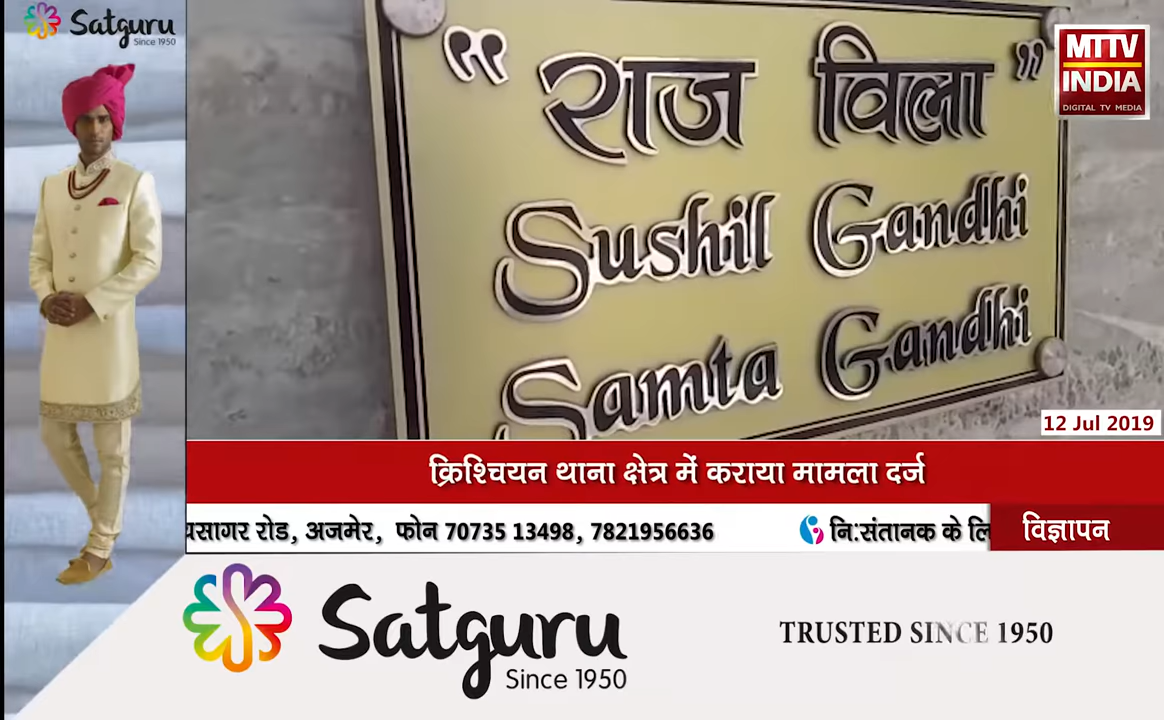 Satguru
Since 1950
MTTV
INDIA
DIGITAL TV MEDIA
“राज विला”
Sushil Gandhi
Samta Gandhi
12 Jul 2019
क्रिश्चियन थाना क्षेत्र में कराया मामला दर्ज
सागर रोड, अजमेर, फोन 70735 13498, 7821956636
नि:संतानक के
विज्ञापन
Satguru
Since 1950
TRUSTED SINCE 1950